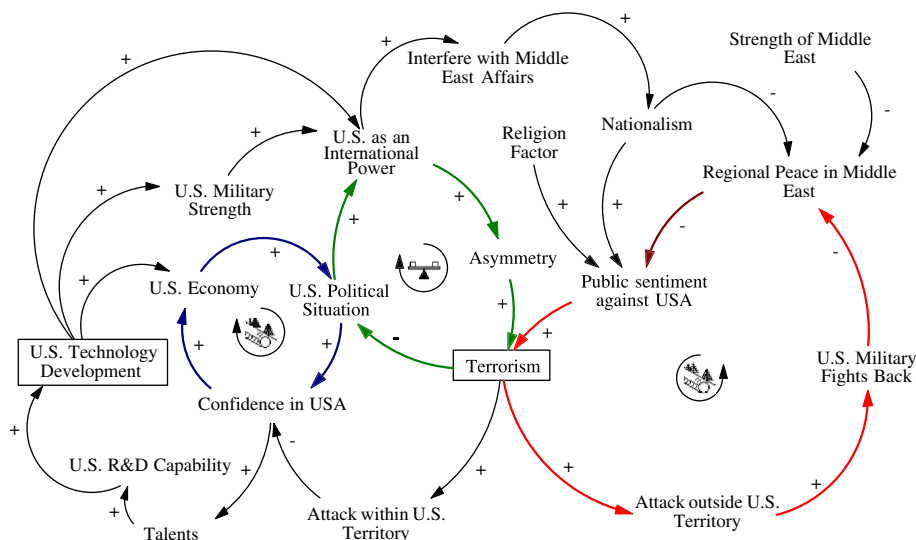 Strength of Middle
East
Interfere with Middle
East Affairs
+
+
+
-
-
Nationalism
Religion
Factor
U.S. as an
International
Power
+
Regional Peace in Middle
East
+
U.S. Military
Strength
+
+
+
+
-
Asymmetry
+
+
U.S. Economy
U.S. Political
Situation
Public sentiment
against USA
-
+
+
+
-
+
U.S. Technology
Development
Terrorism
U.S. Military
Fights Back
Confidence in USA
+
-
U.S. R&D Capability
+
+
+
+
+
Talents
Attack within U.S.
Territory
Attack outside U.S.
Territory